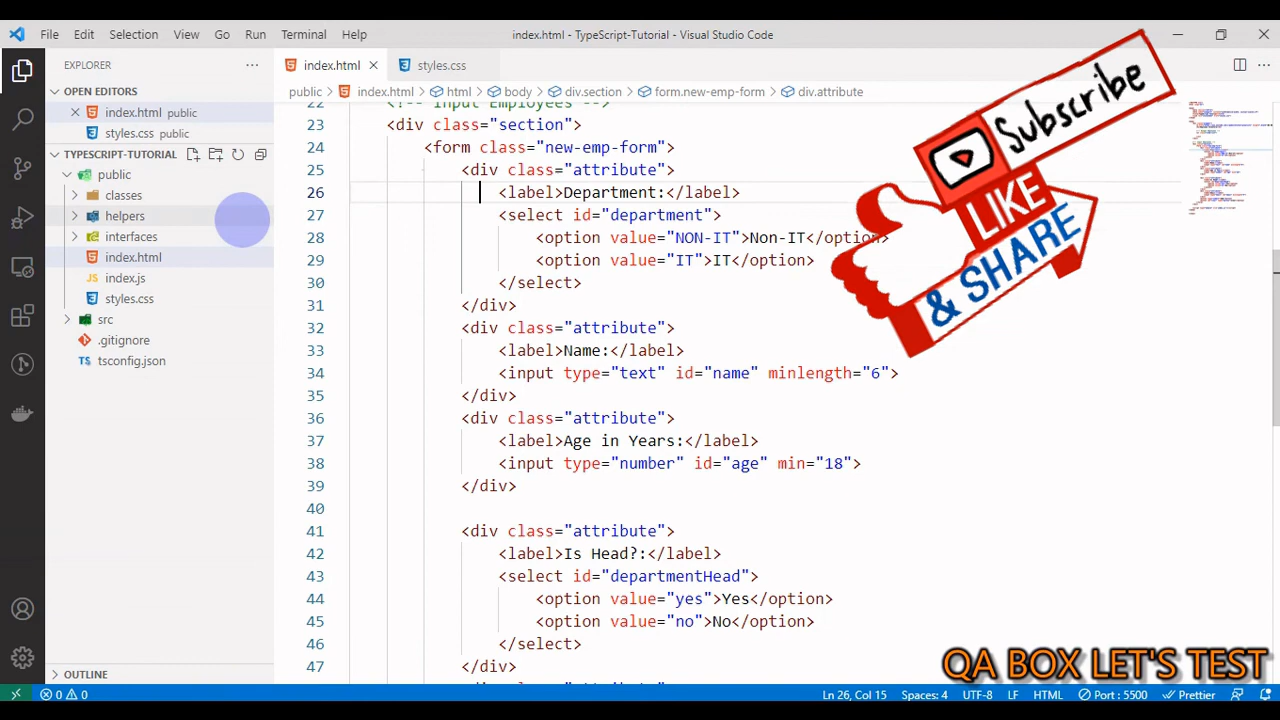 File Edit Selection View Go Run Terminal Help
index.html - TypeScript-Tutorial - Visual Studio Code
EXPLORER
OPEN EDITORS
index.html public
styles.css public
TYPESCRIPT-TUTORIAL
public
classes
helpers
interfaces
index.html
index.js
styles.css
src
.gitignore
TS tsconfig.json
OUTLINE
index.html styles.css
public > index.html > html > body > div.section > form.new-emp-form > div.attribute
22 <!-- Input Employees -->
23 <div class="section">
24 <form class="new-emp-form">
25 <div class="attribute">
26 <label>Department:</label>
27 <select id="department">
28 <option value="NON-IT">Non-IT</option>
29 <option value="IT">IT</option>
30 </select>
31 </div>
32 <div class="attribute">
33 <label>Name:</label>
34 <input type="text" id="name" minlength="6">
35 </div>
36 <div class="attribute">
37 <label>Age in Years:</label>
38 <input type="number" id="age" min="18">
39 </div>
40
41 <div class="attribute">
42 <label>Is Head?:</label>
43 <select id="departmentHead">
44 <option value="yes">Yes</option>
45 <option value="no">No</option>
46 </select>
47 </div>
Subscribe
LIKE
& SHARE
QA BOX LET'S TEST
0 0 Ln 26, Col 15 Spaces: 4 UTF-8 LF HTML Port : 5500 Prettier